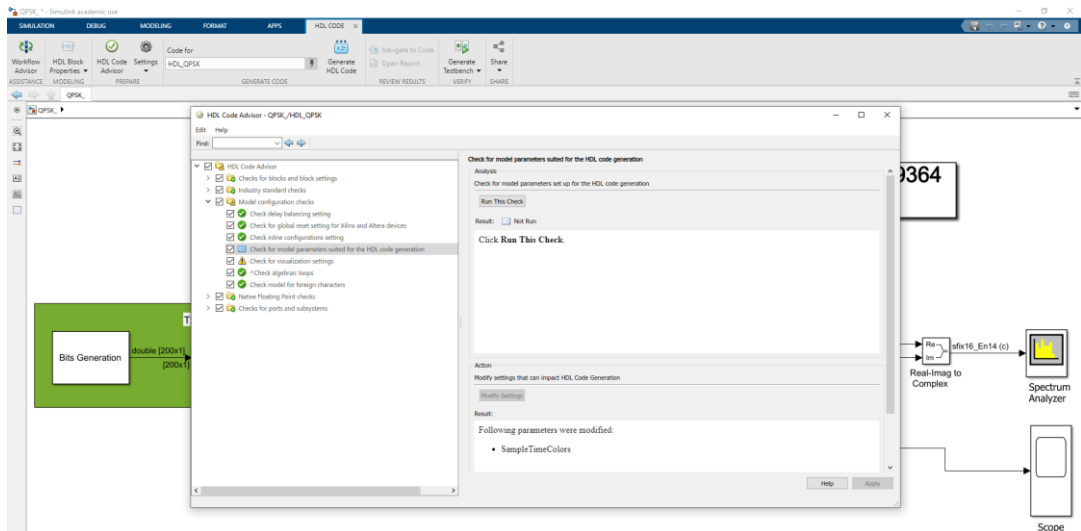 QPSK_ * - Simulink academic use
SIMULATION DEBUG MODELING FORMAT APPS HDL CODE
Workflow Advisor
HDL Block Properties
HDL Code Advisor
Settings
Code for
HDL_QPSK
Generate HDL Code
Navigate to Code
Open Report
Generate Testbench
Share
ASSISTANCE MODELING PREPARE GENERATE CODE REVIEW RESULTS VERIFY SHARE
QPSK_
QPSK_
HDL Code Advisor - QPSK_/HDL_QPSK
Edit Help
Find:
HDL Code Advisor
Checks for blocks and block settings
Industry standard checks
Model configuration checks
Check delay balancing setting
Check for global reset setting for Xilinx and Altera devices
Check inline configurations setting
Check for model parameters suited for the HDL code generation
Check for visualization settings
^Check algebraic loops
Check model for foreign characters
Native Floating Point checks
Checks for ports and subsystems
Check for model parameters suited for the HDL code generation
Analysis
Check for model parameters set up for the HDL code generation
Run This Check
Result: Not Run
Click Run This Check.
Action
Modify settings that can impact HDL Code Generation
Modify Settings
Result:
Following parameters were modified:
• SampleTimeColors
Help Apply
T
Bits Generation
double [200x1]
[200x1]
9364
Re
Im
sfix16_En14 (c)
Real-Imag to
Complex
Spectrum
Analyzer
Scope